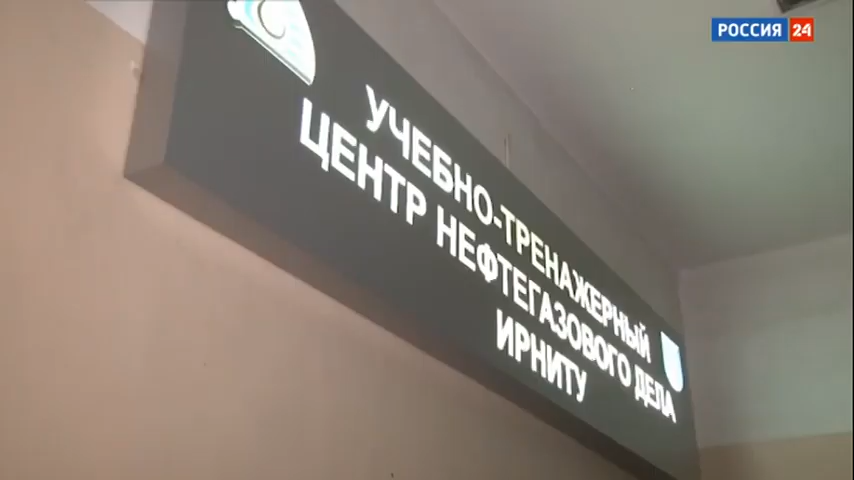 РОССИЯ 24
УЧЕБНО-ТРЕНАЖЕРНЫЙ
ЦЕНТР НЕФТЕГАЗОВОГО ДЕЛА
ИРНИТУ